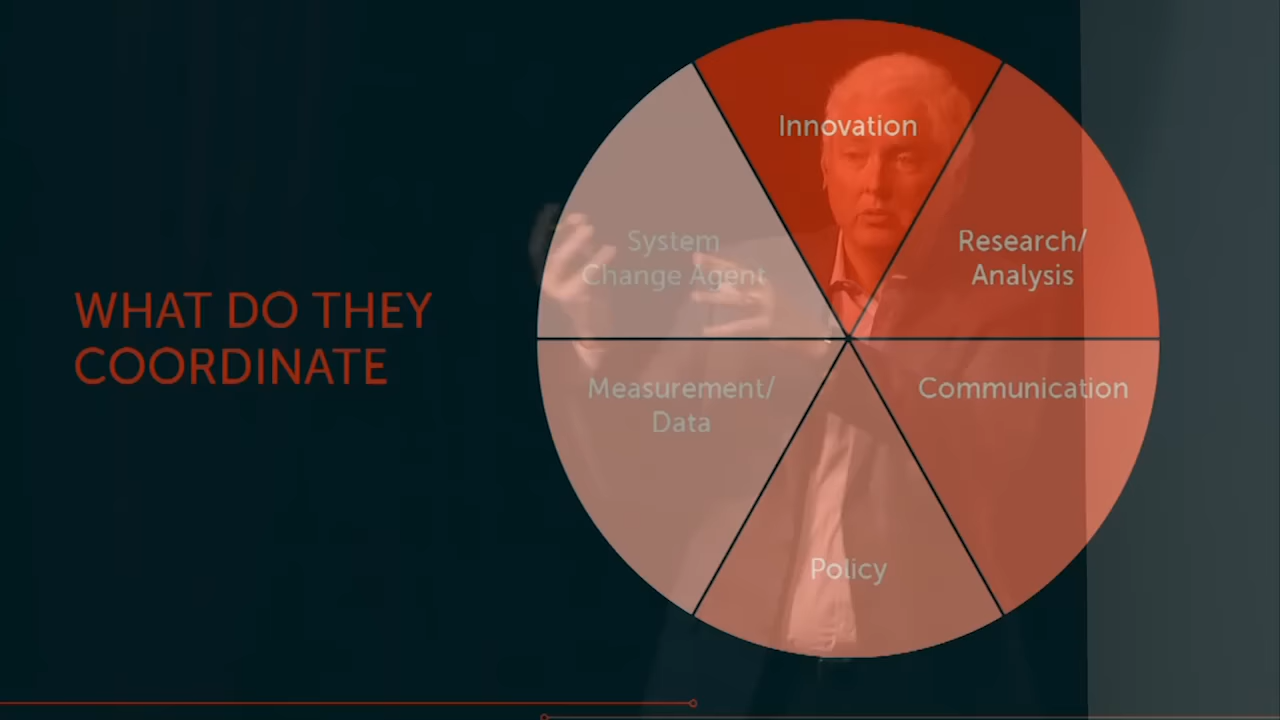 WHAT DO THEY
COORDINATE
Innovation
Research/
Analysis
Communication
Policy
Measurement/
Data
System
Change Agent